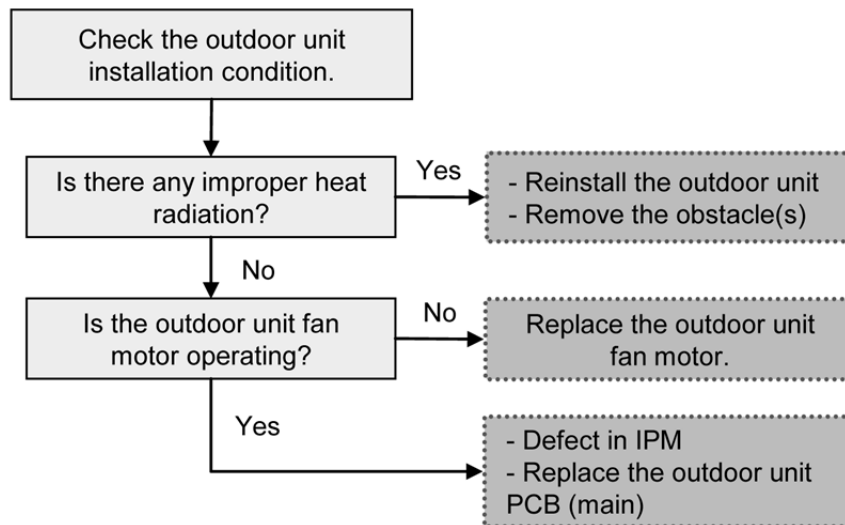 Check the outdoor unit
installation condition.
Is there any improper heat
radiation?
Yes
- Reinstall the outdoor unit
- Remove the obstacle(s)
No
Is the outdoor unit fan
motor operating?
No
Replace the outdoor unit
fan motor.
Yes
- Defect in IPM
- Replace the outdoor unit
PCB (main)